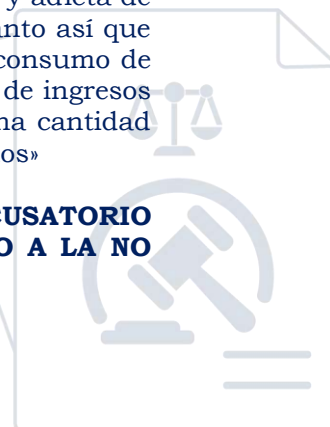 y adicta de
anto así que
consumo de
de ingresos
na cantidad
os»
CUSATORIO
O A LA NO